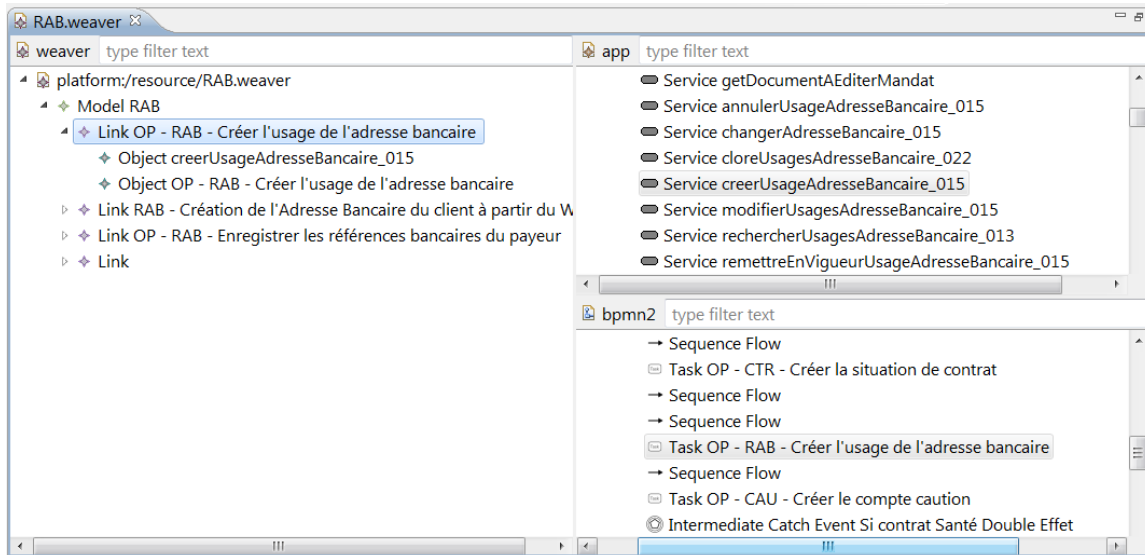 RAB.weaver
weaver type filter text
platform:/resource/RAB.weaver
Model RAB
Link OP - RAB - Créer l'usage de l'adresse bancaire
Object creerUsageAdresseBancaire_015
Object OP - RAB - Créer l'usage de l'adresse bancaire
Link RAB - Création de l'Adresse Bancaire du client à partir du W
Link OP - RAB - Enregistrer les références bancaires du payeur
Link
app type filter text
Service getDocumentAEditerMandat
Service annulerUsageAdresseBancaire_015
Service changerAdresseBancaire_015
Service cloreUsagesAdresseBancaire_022
Service creerUsageAdresseBancaire_015
Service modifierUsagesAdresseBancaire_015
Service rechercherUsagesAdresseBancaire_013
Service remettreEnVigueurUsageAdresseBancaire_015
bpmn2 type filter text
Sequence Flow
Task OP - CTR - Créer la situation de contrat
Sequence Flow
Sequence Flow
Task OP - RAB - Créer l'usage de l'adresse bancaire
Sequence Flow
Task OP - CAU - Créer le compte caution
Intermediate Catch Event Si contrat Santé Double Effet